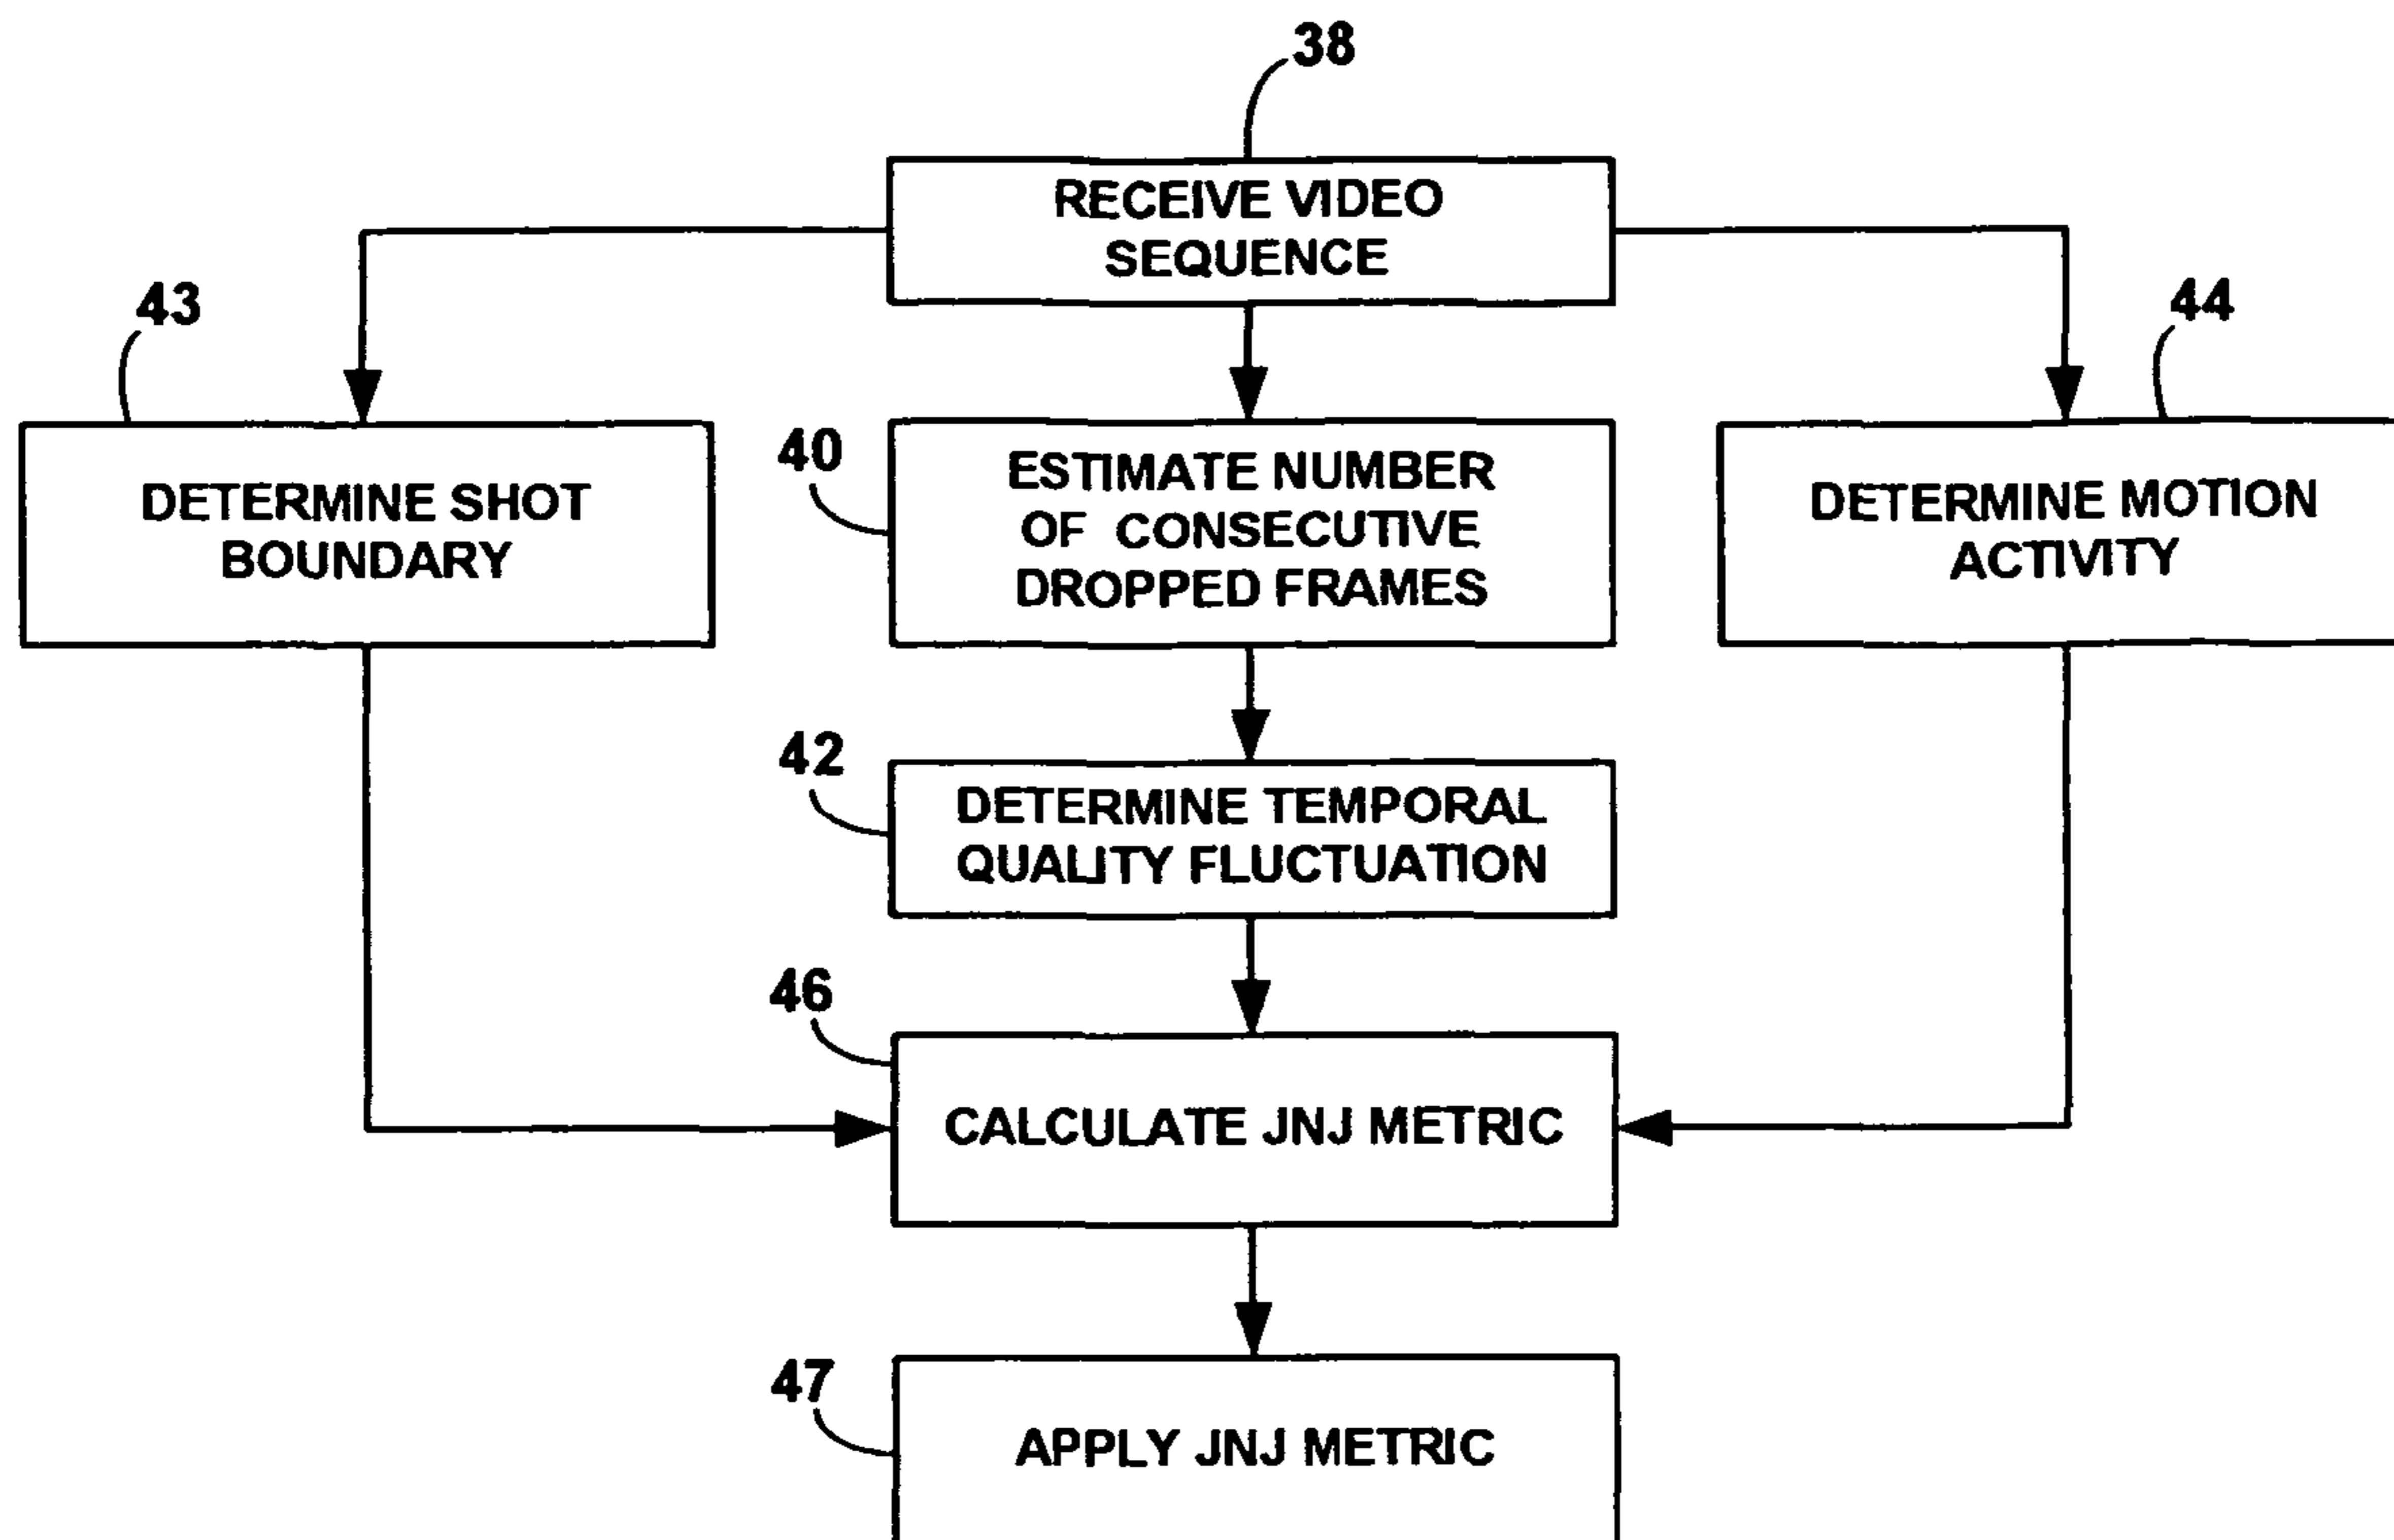 38
RECEIVE VIDEO
SEQUENCE
43
DETERMINE SHOT
BOUNDARY
40
ESTIMATE NUMBER
OF CONSECUTIVE
DROPPED FRAMES
44
DETERMINE MOTION
ACTIVITY
42
DETERMINE TEMPORAL
QUALITY FLUCTUATION
46
CALCULATE JNJ METRIC
47
APPLY JNJ METRIC